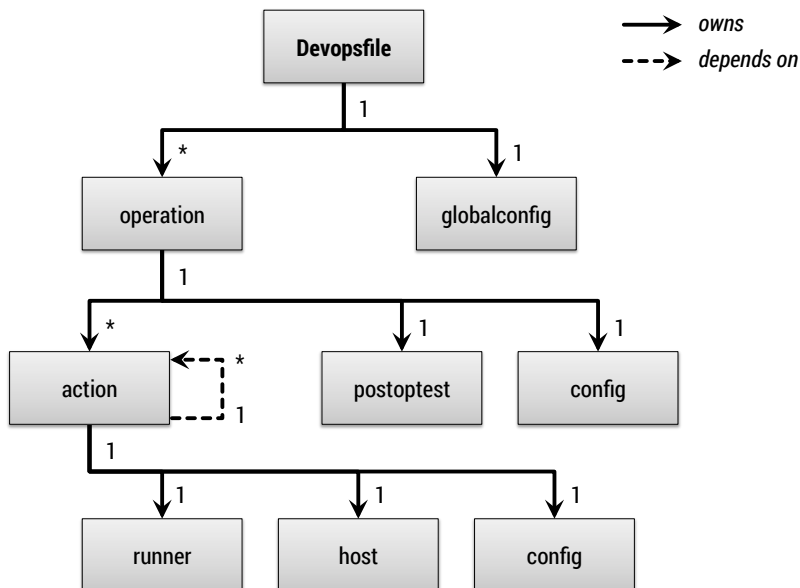 Devopsfile
owns
depends on
1
*
1
operation
globalconfig
1
*
1
1
action
*
1
postoptest
config
1
1
1
1
runner
host
config